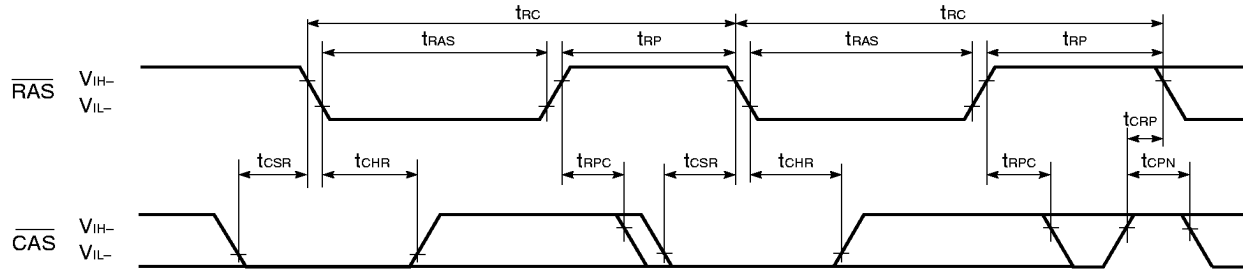 tRC tRC
tRAS tRP tRAS tRP
RAS VIH–
VIL–
tCRP
tCSR tCHR tRPC tCSR tCHR tRPC tCPN
CAS VIH–
VIL–